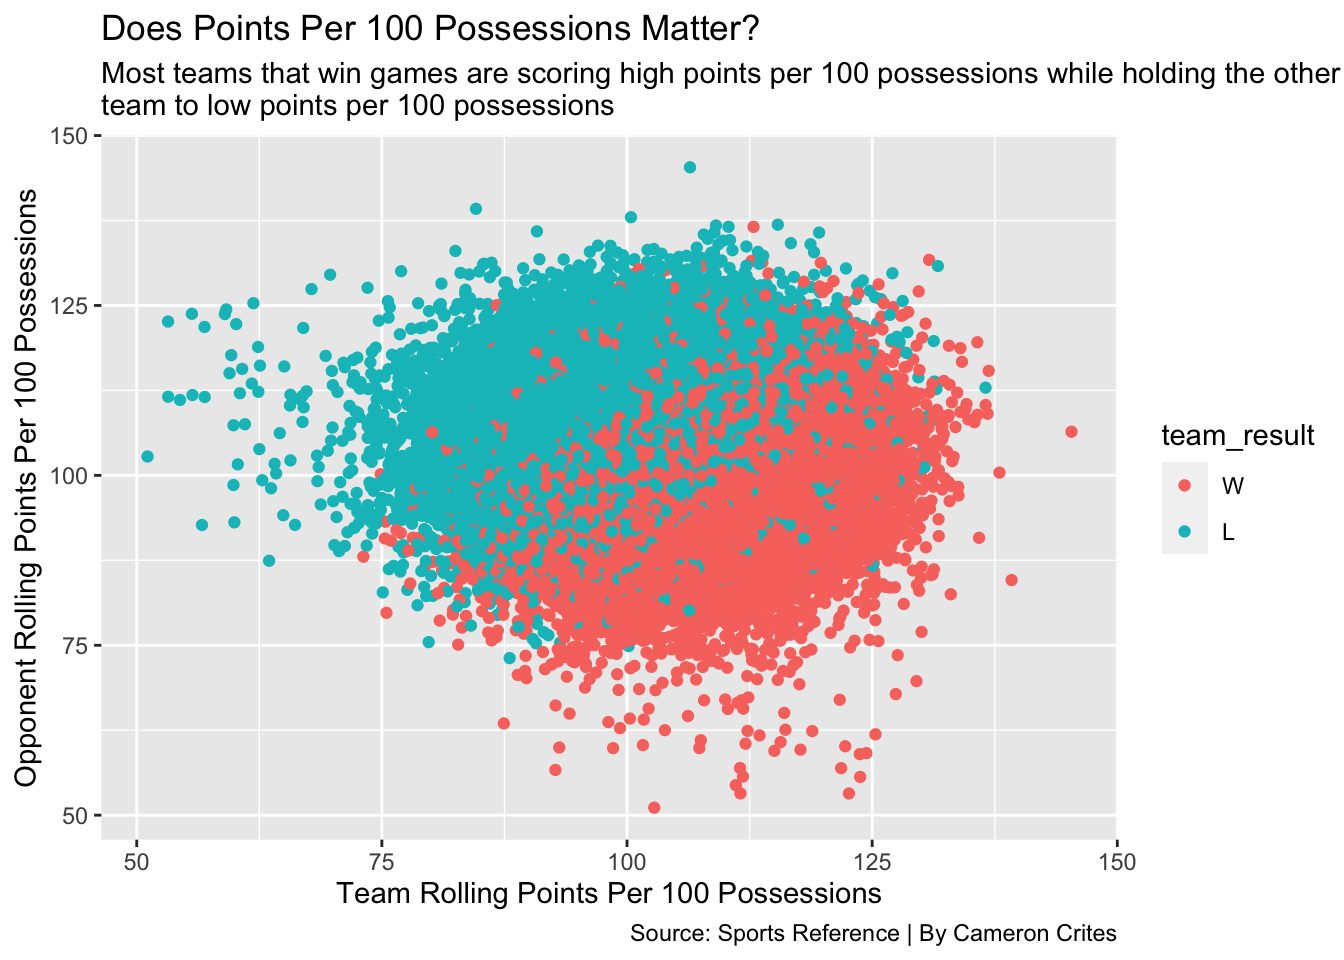 Does Points Per 100 Possessions Matter?
Most teams that win games are scoring high points per 100 possessions while holding the other
team to low points per 100 possessions
Opponent Rolling Points Per 100 Possessions
150
125
100
75
50
50 75 100 125 150
Team Rolling Points Per 100 Possessions
team_result
W
L
Source: Sports Reference | By Cameron Crites